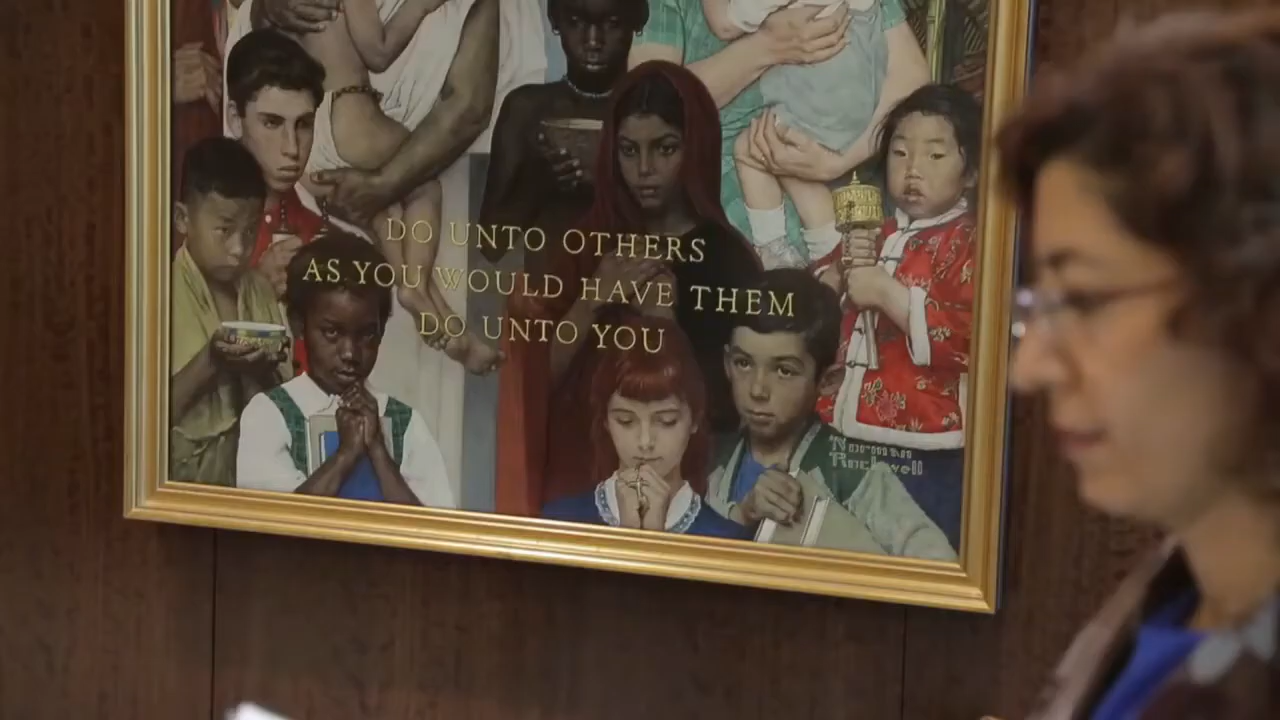 DO UNTO OTHERS
AS YOU WOULD HAVE THEM
DO UNTO YOU
Norman
Rockwell